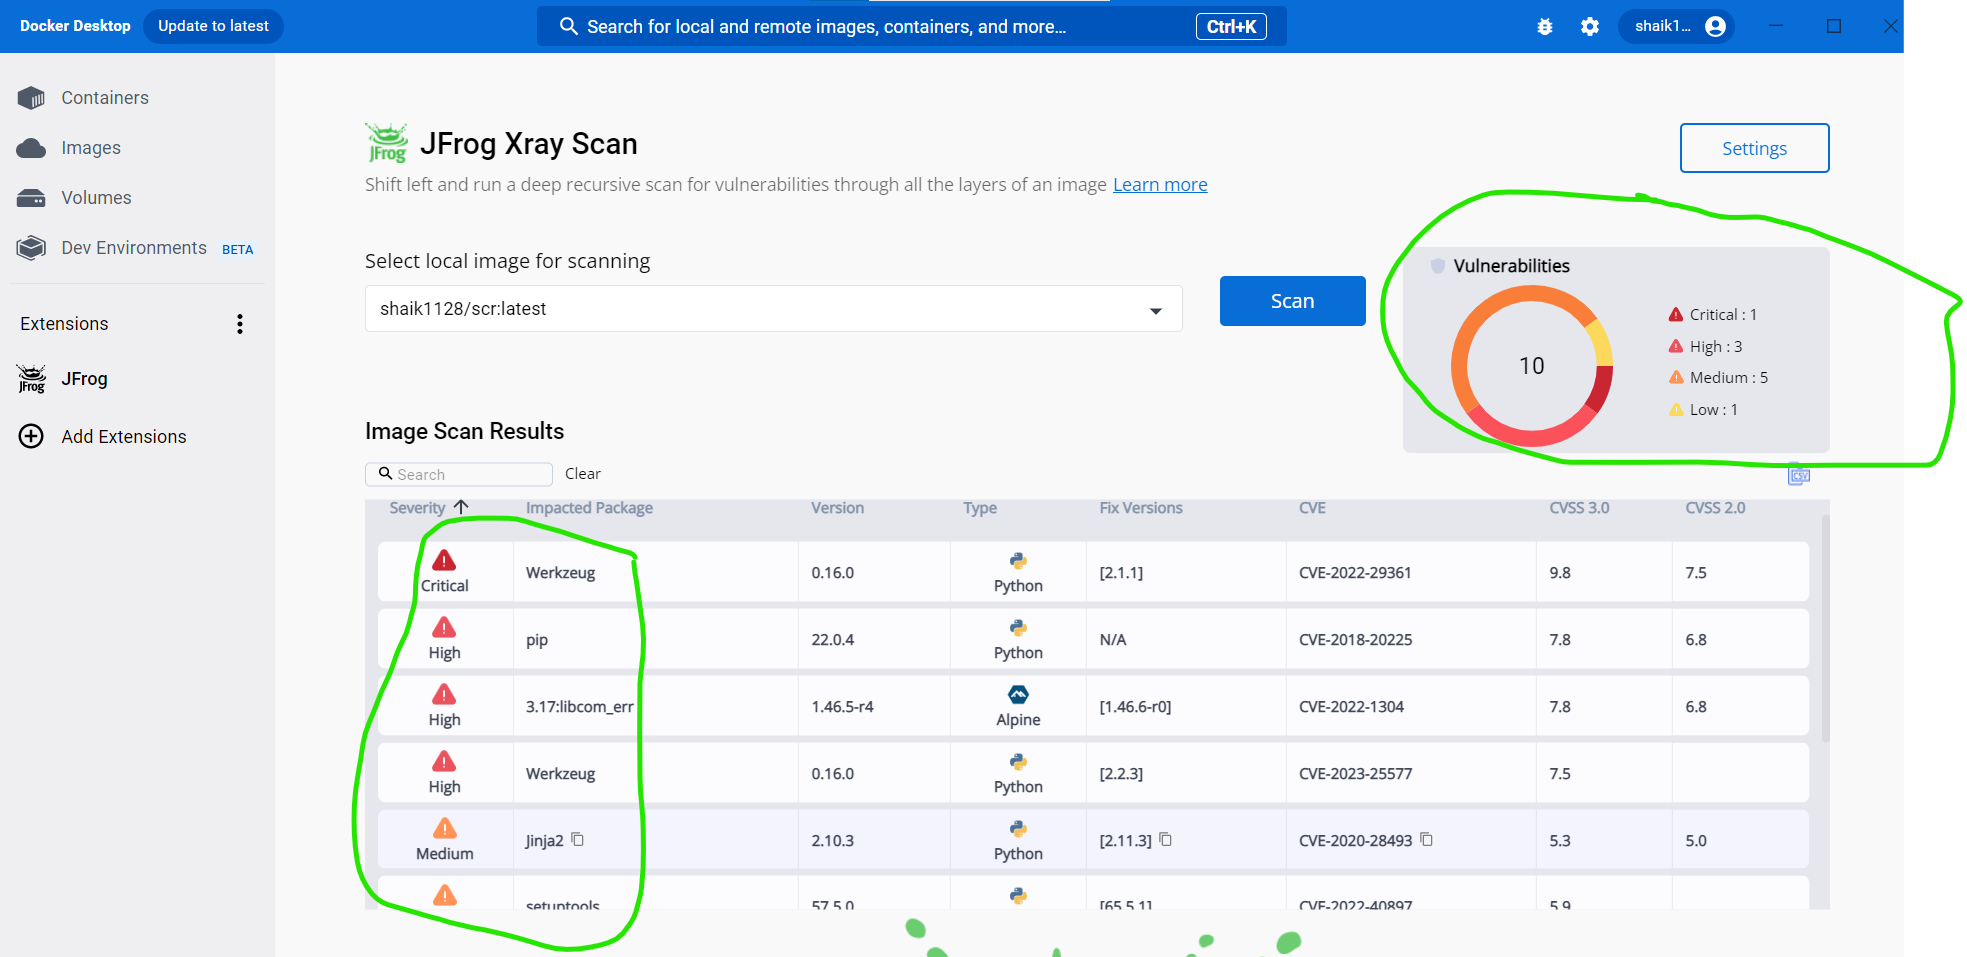 Docker Desktop Update to latest Search for local and remote images, containers, and more... Ctrl+K shaik1...
Containers
Images
Volumes
Dev Environments BETA
Extensions
JFrog
JFrog
Add Extensions
JFrog JFrog Xray Scan
Shift left and run a deep recursive scan for vulnerabilities through all the layers of an image Learn more
Settings
Select local image for scanning
shaik1128/scr:latest
Scan
Vulnerabilities
10
Critical : 1
High : 3
Medium : 5
Low : 1
Image Scan Results
Search Clear
CSV
Severity Impacted Package Version Type Fix Versions CVE CVSS 3.0 CVSS 2.0
Critical Werkzeug 0.16.0 Python [2.1.1] CVE-2022-29361 9.8 7.5
High pip 22.0.4 Python N/A CVE-2018-20225 7.8 6.8
High 3.17:libcom_err 1.46.5-r4 Alpine [1.46.6-r0] CVE-2022-1304 7.8 6.8
High Werkzeug 0.16.0 Python [2.2.3] CVE-2023-25577 7.5
Medium Jinja2 2.10.3 Python [2.11.3] CVE-2020-28493 5.3 5.0
setuptools 57.5.0 [65.5.1] CVE-2022-40897 5.9